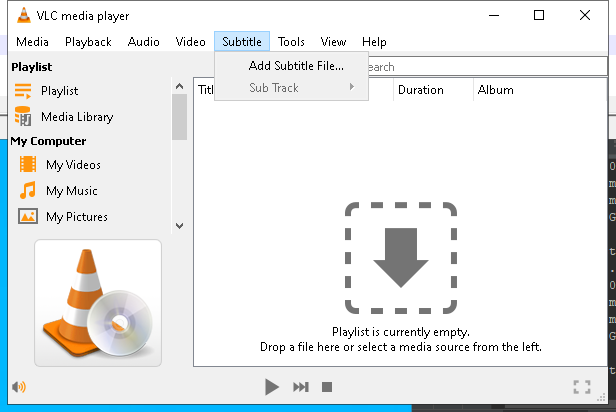 VLC media player
Media Playback Audio Video Subtitle Tools View Help
Add Subtitle File...
Sub Track
Playlist
Search
Playlist
Media Library
My Computer
My Videos
My Music
My Pictures
Duration Album
Playlist is currently empty.
Drop a file here or select a media source from the left.